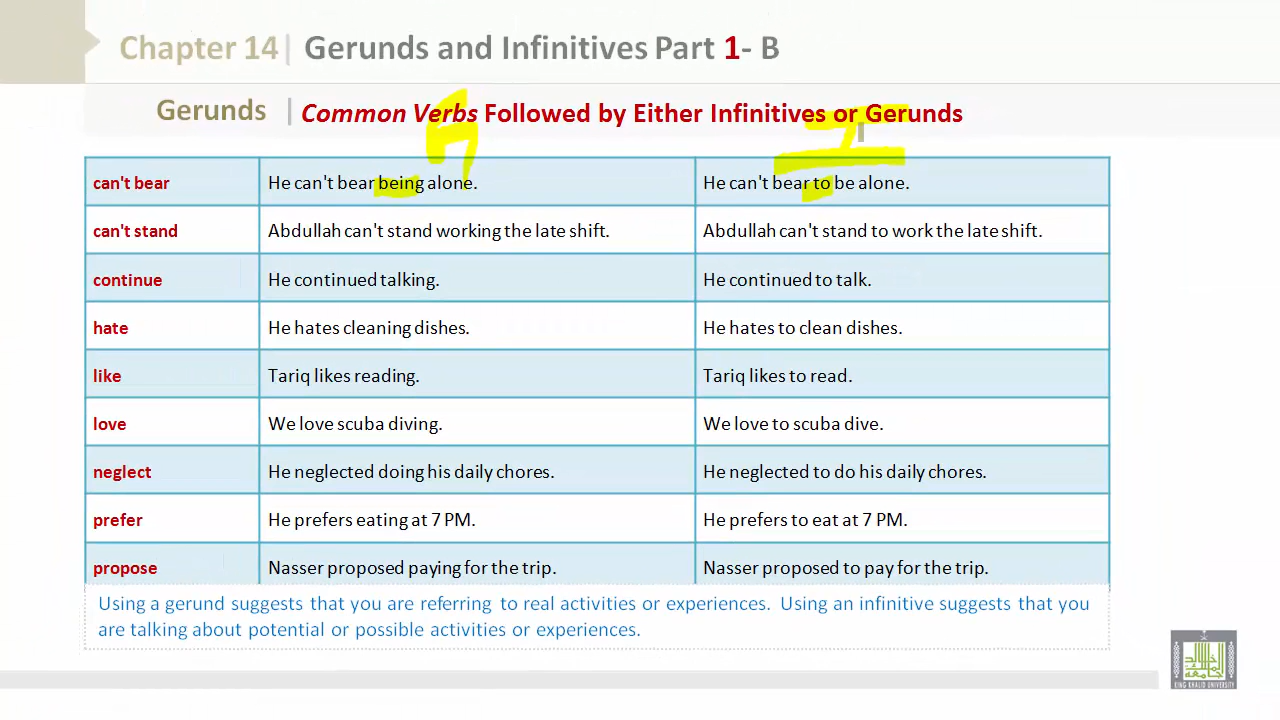 Chapter 14 | Gerunds and Infinitives Part 1- B
Gerunds | Common Verbs Followed by Either Infinitives or Gerunds
can't bear He can't bear being alone. He can't bear to be alone.
can't stand Abdullah can't stand working the late shift. Abdullah can't stand to work the late shift.
continue He continued talking. He continued to talk.
hate He hates cleaning dishes. He hates to clean dishes.
like Tariq likes reading. Tariq likes to read.
love We love scuba diving. We love to scuba dive.
neglect He neglected doing his daily chores. He neglected to do his daily chores.
prefer He prefers eating at 7 PM. He prefers to eat at 7 PM.
propose Nasser proposed paying for the trip. Nasser proposed to pay for the trip.
Using a gerund suggests that you are referring to real activities or experiences. Using an infinitive suggests that you
are talking about potential or possible activities or experiences.
KING KHALID UNIVERSITY